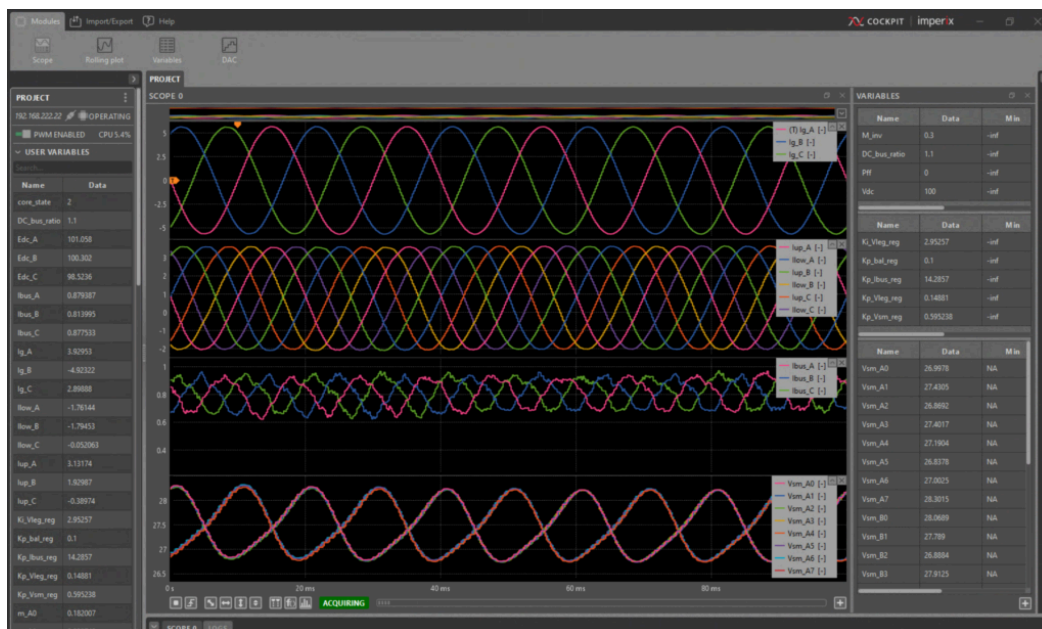 Modules Import/Export Help
COCKPIT imperix
Scope Rolling plot Variables DAC
PROJECT
192.168.222.22 OPERATING
PWM ENABLED CPU 5.4%
USER VARIABLES
Search...
Name Data
core_state 2
DC_bus_ratio 1.1
Edc_A 101.058
Edc_B 100.302
Edc_C 98.5236
Ibus_A 0.879387
Ibus_B 0.813995
Ibus_C 0.877533
Ig_A 3.92953
Ig_B -4.92322
Ig_C 2.89888
Ilow_A -1.76144
Ilow_B -1.79453
Ilow_C -0.052063
Iup_A 3.13174
Iup_B 1.92987
Iup_C -0.38974
Ki_Vleg_reg 2.95257
Kp_bal_reg 0.1
Kp_Ibus_reg 14.2857
Kp_Vleg_reg 0.14881
Kp_Vsm_reg 0.595238
m_A0 0.162007
PROJECT
SCOPE 0
5
2.5
0
-2.5
-5
(T) Ig_A [-]
Ig_B [-]
Ig_C [-]
3
2
1
0
-1
-2
Iup_A [-]
Ilow_A [-]
Iup_B [-]
Ilow_B [-]
Iup_C [-]
Ilow_C [-]
1
0.8
0.6
0.4
Ibus_A [-]
Ibus_B [-]
Ibus_C [-]
28
27.5
27
26.5
Vsm_A0 [-]
Vsm_A1 [-]
Vsm_A2 [-]
Vsm_A3 [-]
Vsm_A4 [-]
Vsm_A5 [-]
Vsm_A6 [-]
Vsm_A7 [-]
0 s 20 ms 40 ms 60 ms 80 ms
ACQUIRING
SCOPE 0
VARIABLES
Name Data Min
M_inv 0.3 -inf
DC_bus_ratio 1.1 -inf
Pff 0 -inf
Vdc 100 -inf
Name Data Min
Ki_Vleg_reg 2.95257 -inf
Kp_bal_reg 0.1 -inf
Kp_Ibus_reg 14.2857 -inf
Kp_Vleg_reg 0.14881 -inf
Kp_Vsm_reg 0.595238 -inf
Name Data Min
Vsm_A0 26.9978 NA
Vsm_A1 27.4305 NA
Vsm_A2 26.8692 NA
Vsm_A3 27.4017 NA
Vsm_A4 27.1904 NA
Vsm_A5 26.8378 NA
Vsm_A6 27.0025 NA
Vsm_A7 28.3015 NA
Vsm_B0 28.0689 NA
Vsm_B1 27.789 NA
Vsm_B2 26.8884 NA
Vsm_B3 27.9125 NA